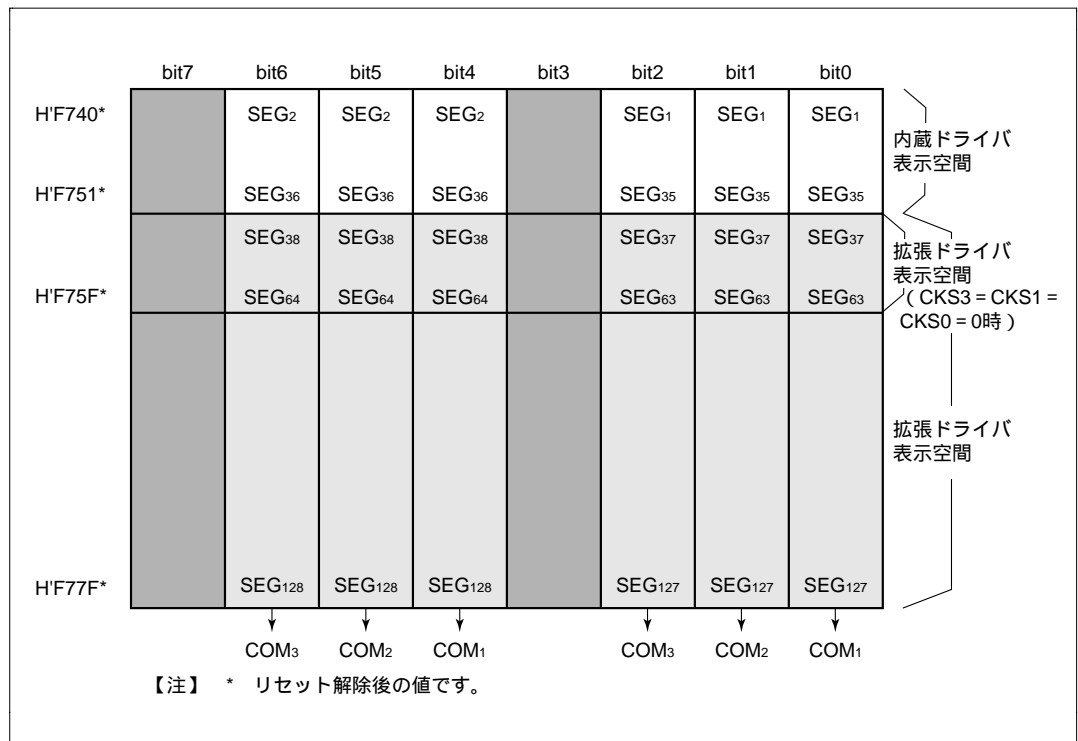 bit7 bit6 bit5 bit4 bit3 bit2 bit1 bit0
H'F740* SEG2 SEG2 SEG2 SEG1 SEG1 SEG1
内蔵ドライバ
表示空間
H'F751* SEG36 SEG36 SEG36 SEG35 SEG35 SEG35
SEG38 SEG38 SEG38 SEG37 SEG37 SEG37
拡張ドライバ
表示空間
(CKS3=CKS1=
CKS0=0時)
H'F75F* SEG64 SEG64 SEG64 SEG63 SEG63 SEG63
拡張ドライバ
表示空間
H'F77F* SEG128 SEG128 SEG128 SEG127 SEG127 SEG127
COM3 COM2 COM1 COM3 COM2 COM1
【注】 * リセット解除後の値です。